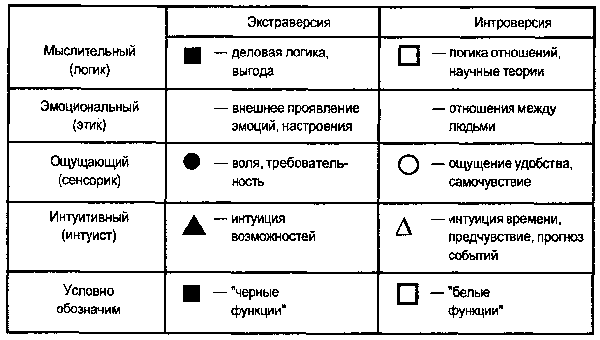 Экстраверсия
Интроверсия
Мыслительный
(логик)
— деловая логика,
выгода
— логика отношений,
научные теории
Эмоциональный
(этик)
— внешнее проявление
эмоций, настроения
— отношения между
людьми
Ощущающий
(сенсорик)
— воля, требователь-
ность
— ощущение удобства,
самочувствие
Интуитивный
(интуист)
— интуиция
возможностей
— интуиция времени,
предчувствие, прогноз
событий
Условно
обозначим
— "черные
функции"
— "белые
функции"